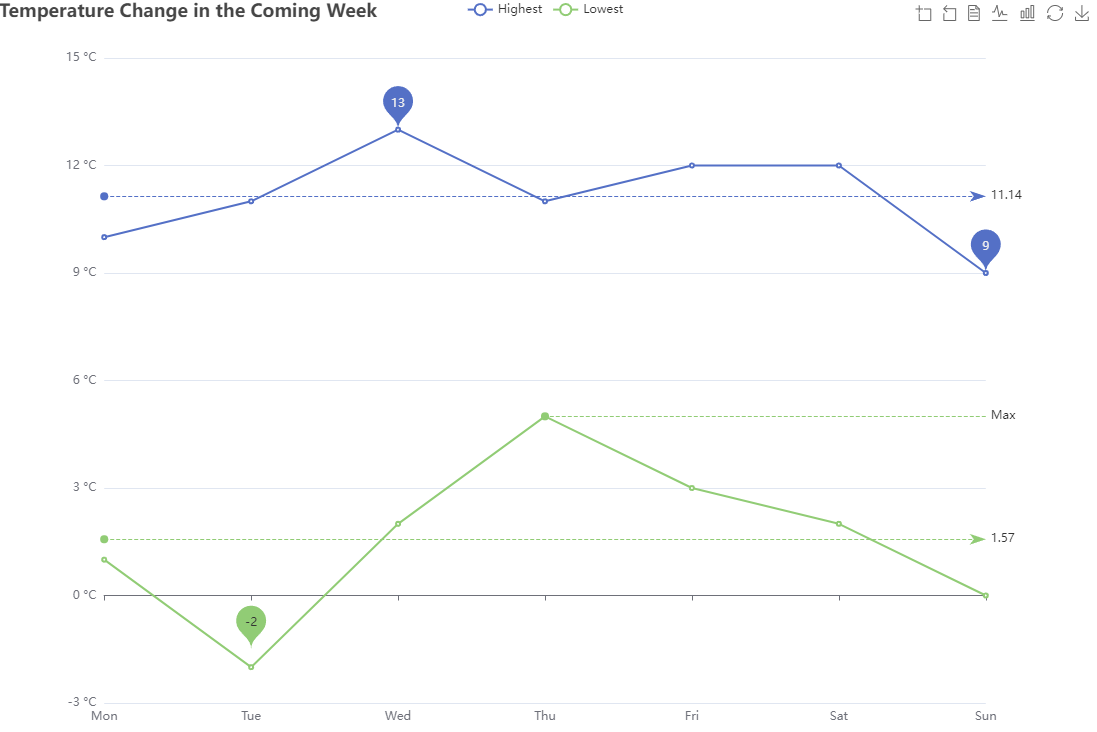 Temperature Change in the Coming Week
Highest Lowest
15 °C
13
12 °C
11.14
9
9 °C
6 °C
Max
3 °C
1.57
0 °C
-2
-3 °C
Mon Tue Wed Thu Fri Sat Sun